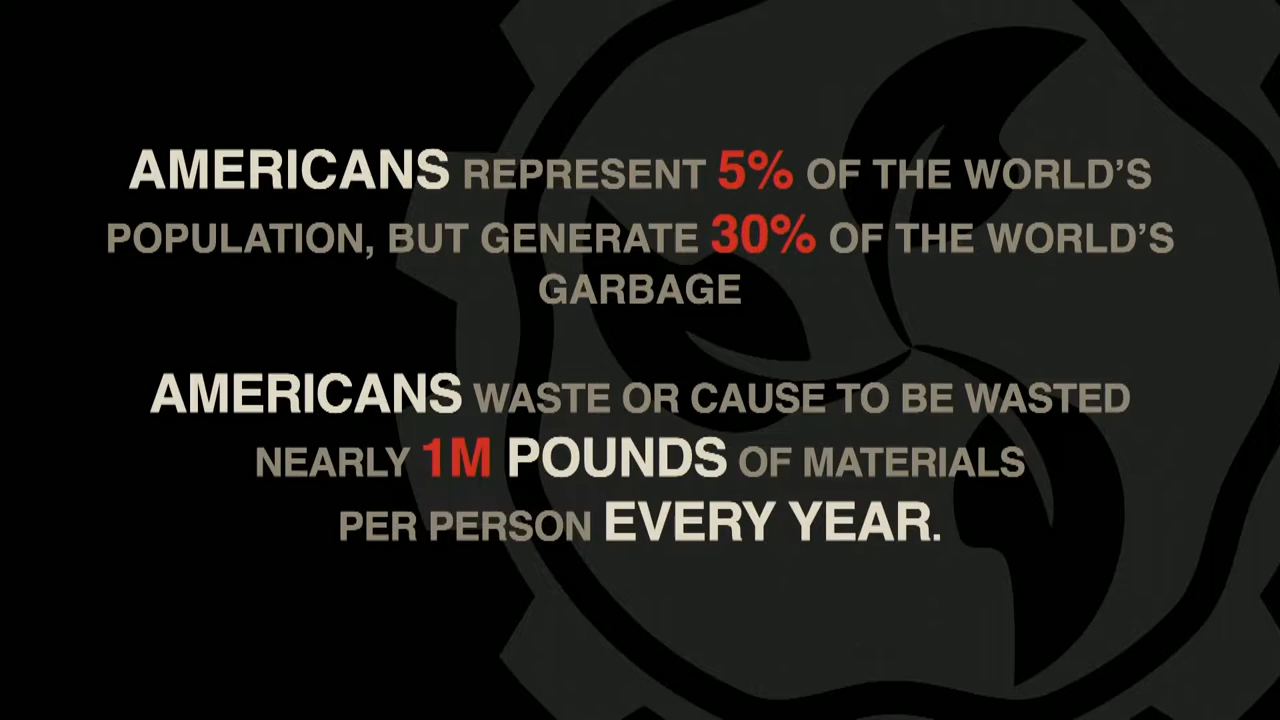 AMERICANS REPRESENT 5% OF THE WORLD’S
POPULATION, BUT GENERATE 30% OF THE WORLD’S
GARBAGE
AMERICANS WASTE OR CAUSE TO BE WASTED
NEARLY 1M POUNDS OF MATERIALS
PER PERSON EVERY YEAR.